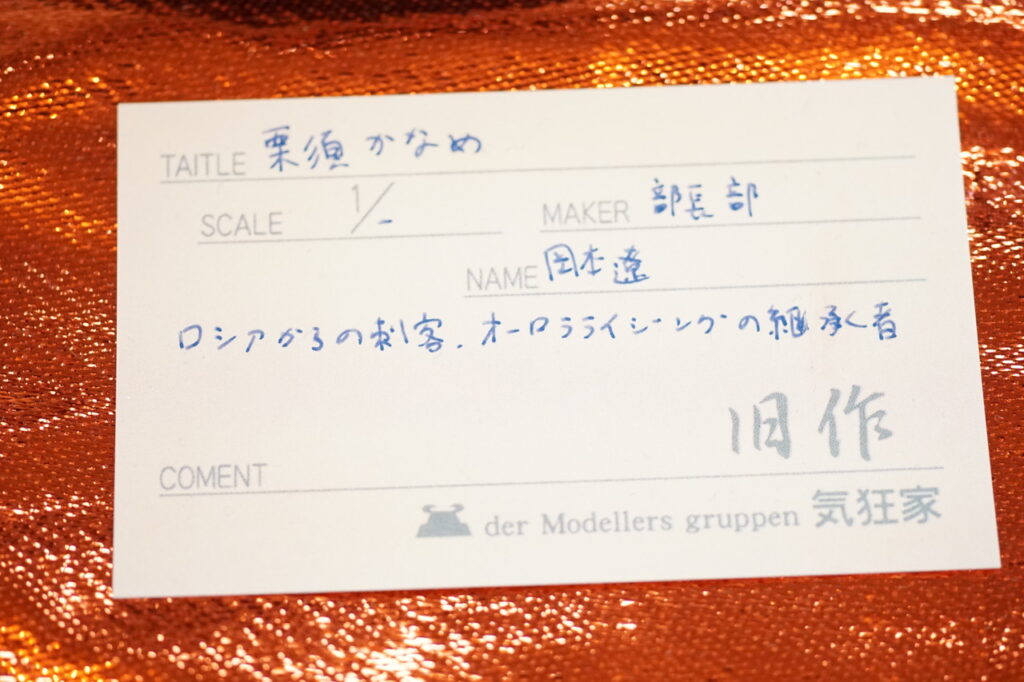 TAITLE 栗須かなめ
SCALE 1/- MAKER 部長部
NAME 岡本遼
ロシアからの刺客。オーロラライジングの継承者
旧作
COMENT
der Modellers gruppen 気狂家